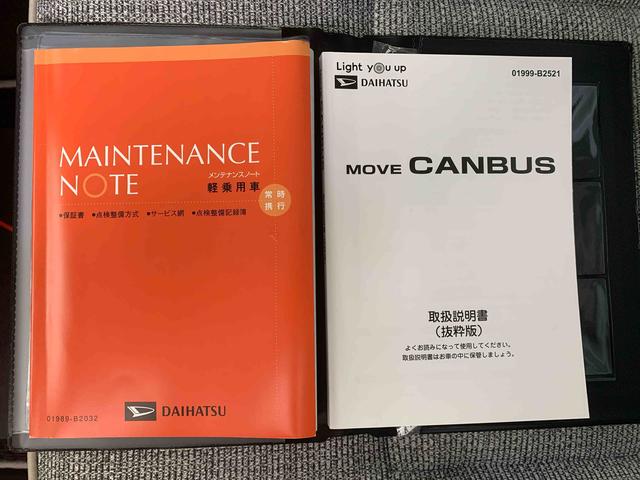 MAINTENANCE
NOTE
メンテナンスノート
軽乗用車
常時
携行
•保証書 •点検整備方式 •サービス網 •点検整備記録簿
01989-B2032
DAIHATSU
Light you up
DAIHATSU
01999-B2521
MOVE CANBUS
取扱説明書
(抜粋版)
よくお読みになって使用してください。
取扱説明書はお車の中に保管しましょう。